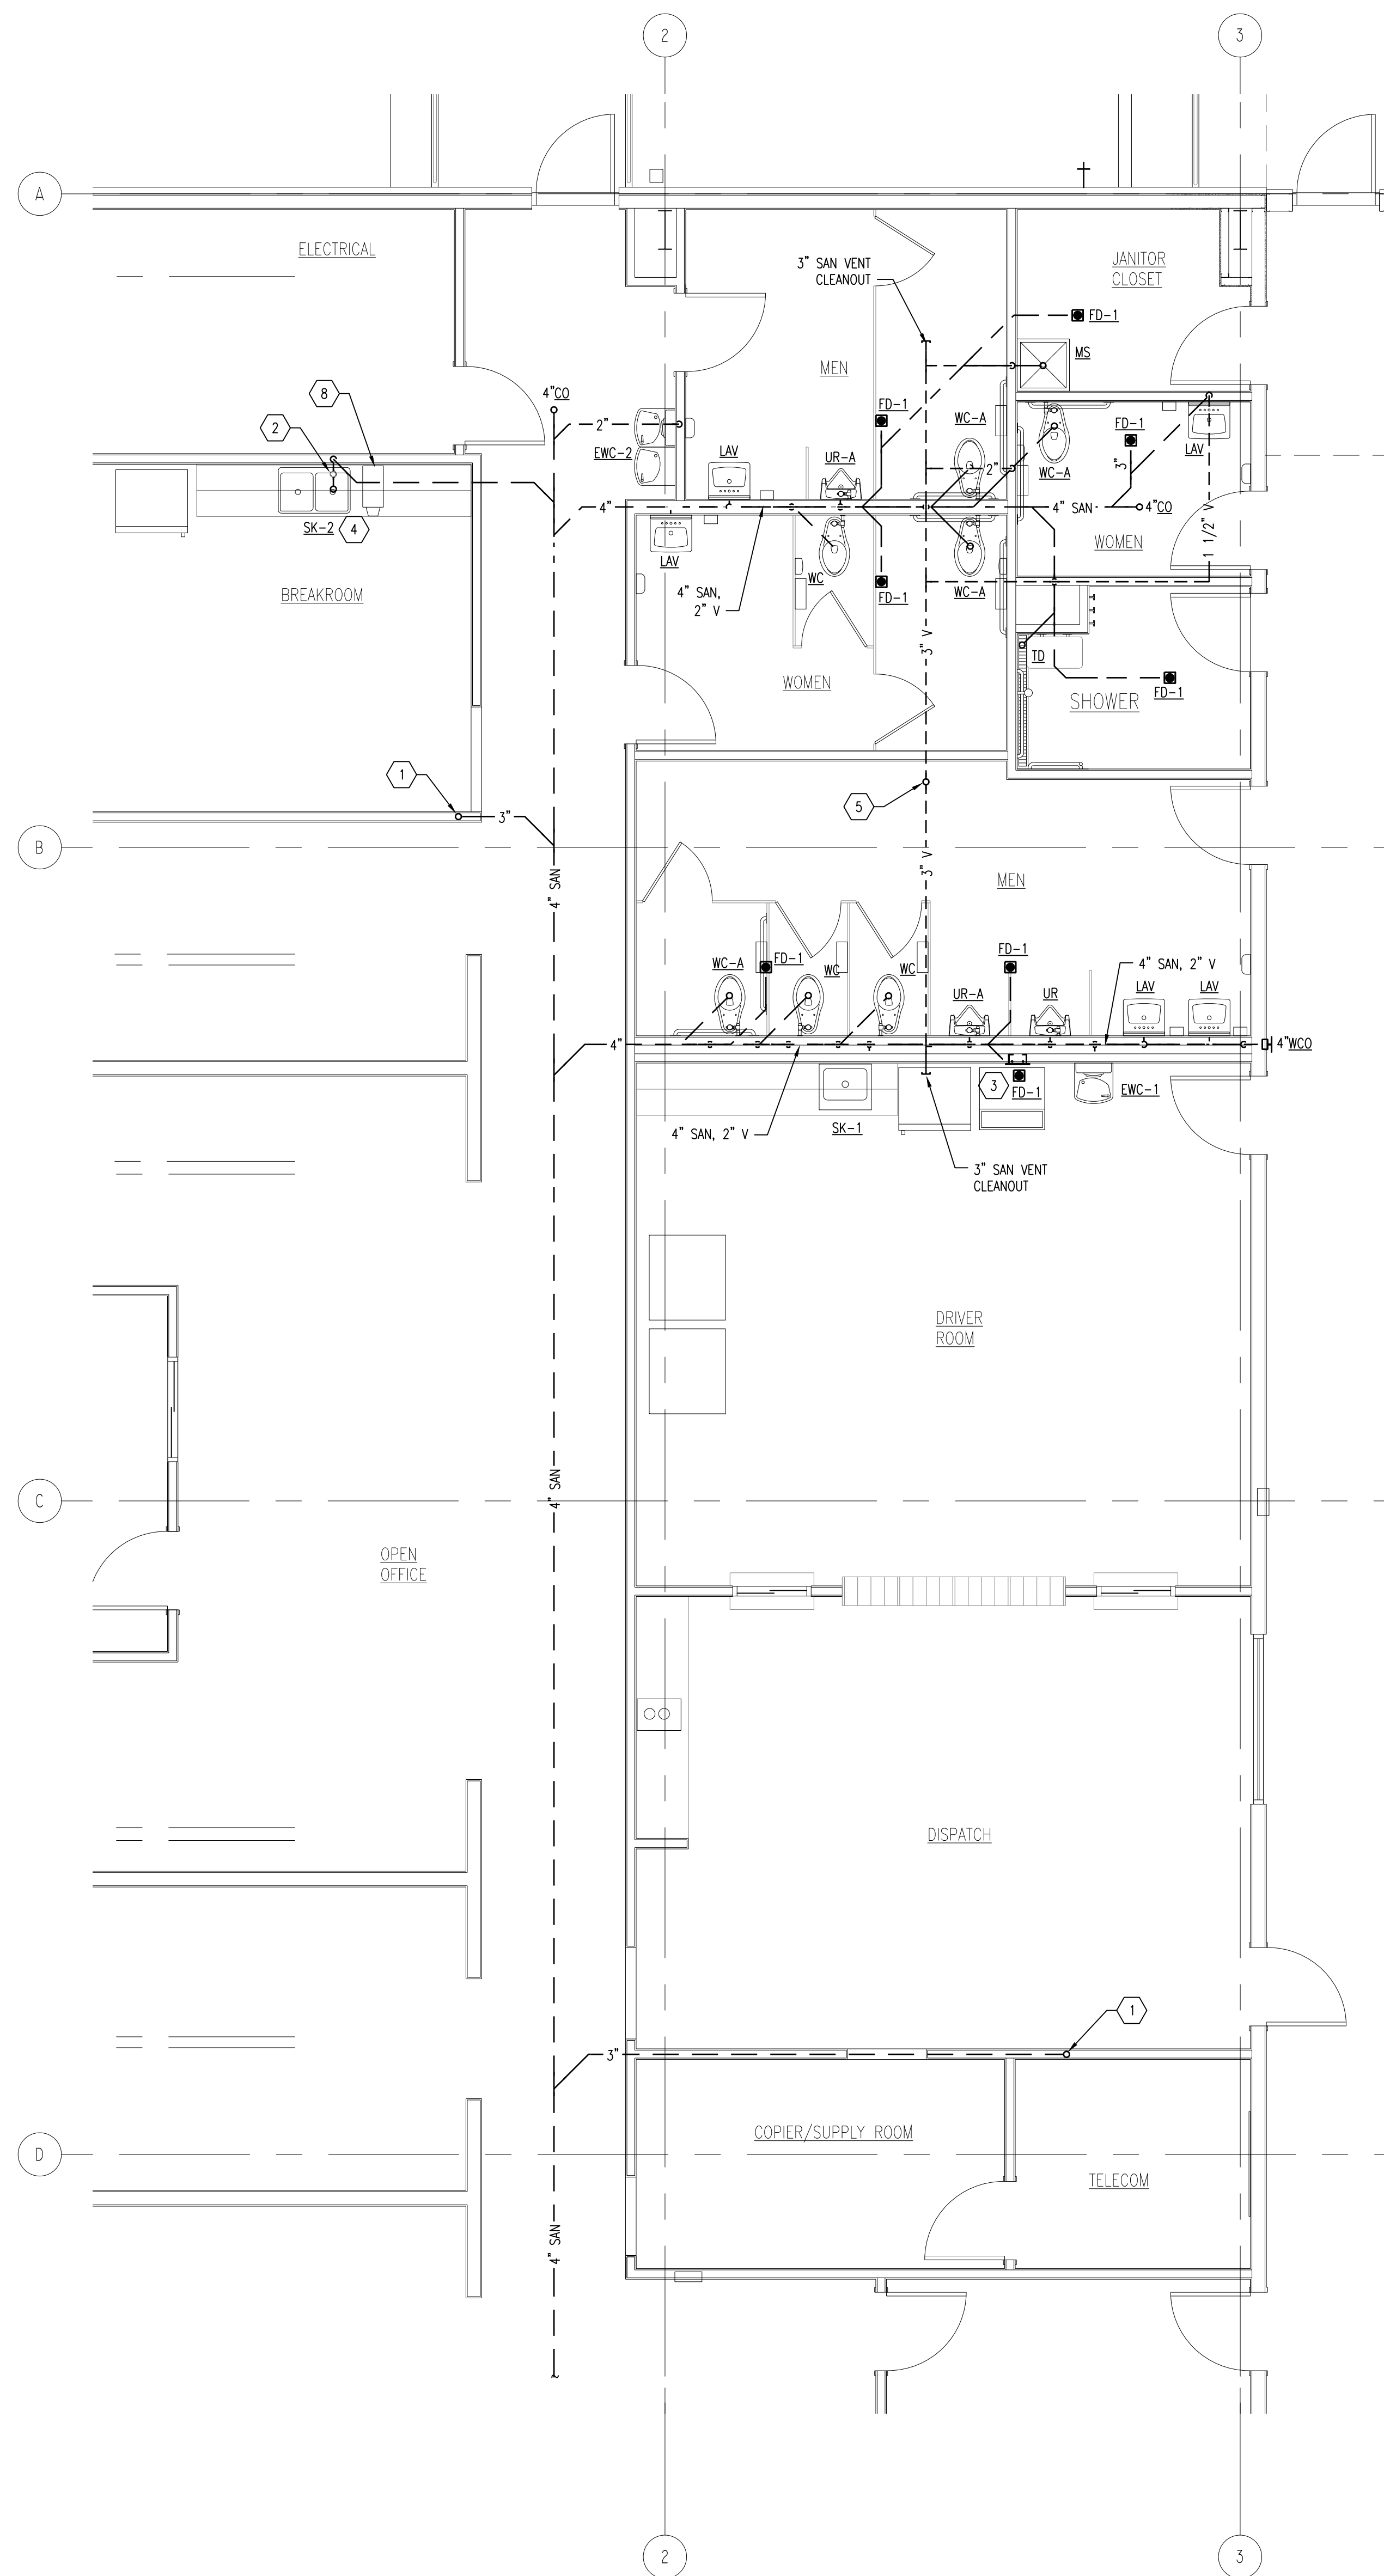 2
3
A
ELECTRICAL
3" SAN VENT
CLEANOUT
JANITOR
CLOSET
FD-1
MS
MEN
8
4"CO
2
2"
FD-1
EWC-2
LAV
UR-A
WC-A
2"
WC-A
FD-1
3"
LAV
SK-2
4
4"
4" SAN
4"CO
WOMEN
1 1/2" V
LAV
WC
4" SAN,
2" V
FD-1
WC-A
BREAKROOM
3" V
TD
WOMEN
SHOWER
FD-1
1
3"
5
B
4" SAN
3" V
MEN
WC-A
FD-1
WC
WC
UR-A
FD-1
UR
4" SAN, 2" V
LAV
LAV
4"
4"WCO
3
FD-1
EWC-1
4" SAN, 2" V
SK-1
3" SAN VENT
CLEANOUT
DRIVER
ROOM
C
4" SAN
OPEN
OFFICE
DISPATCH
1
3"
COPIER/SUPPLY ROOM
D
TELECOM
4" SAN
2
3